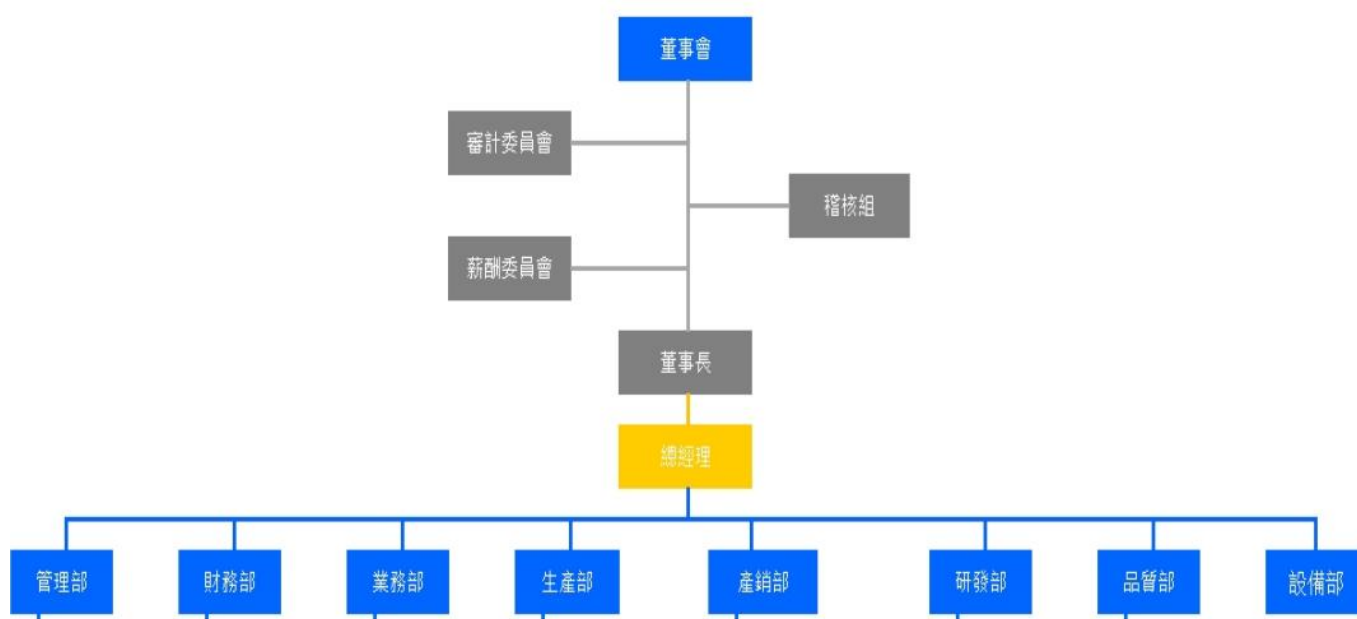 董事會
審計委員會
稽核組
薪酬委員會
董事長
總經理
管理部
財務部
業務部
生產部
產銷部
研發部
品質部
設備部